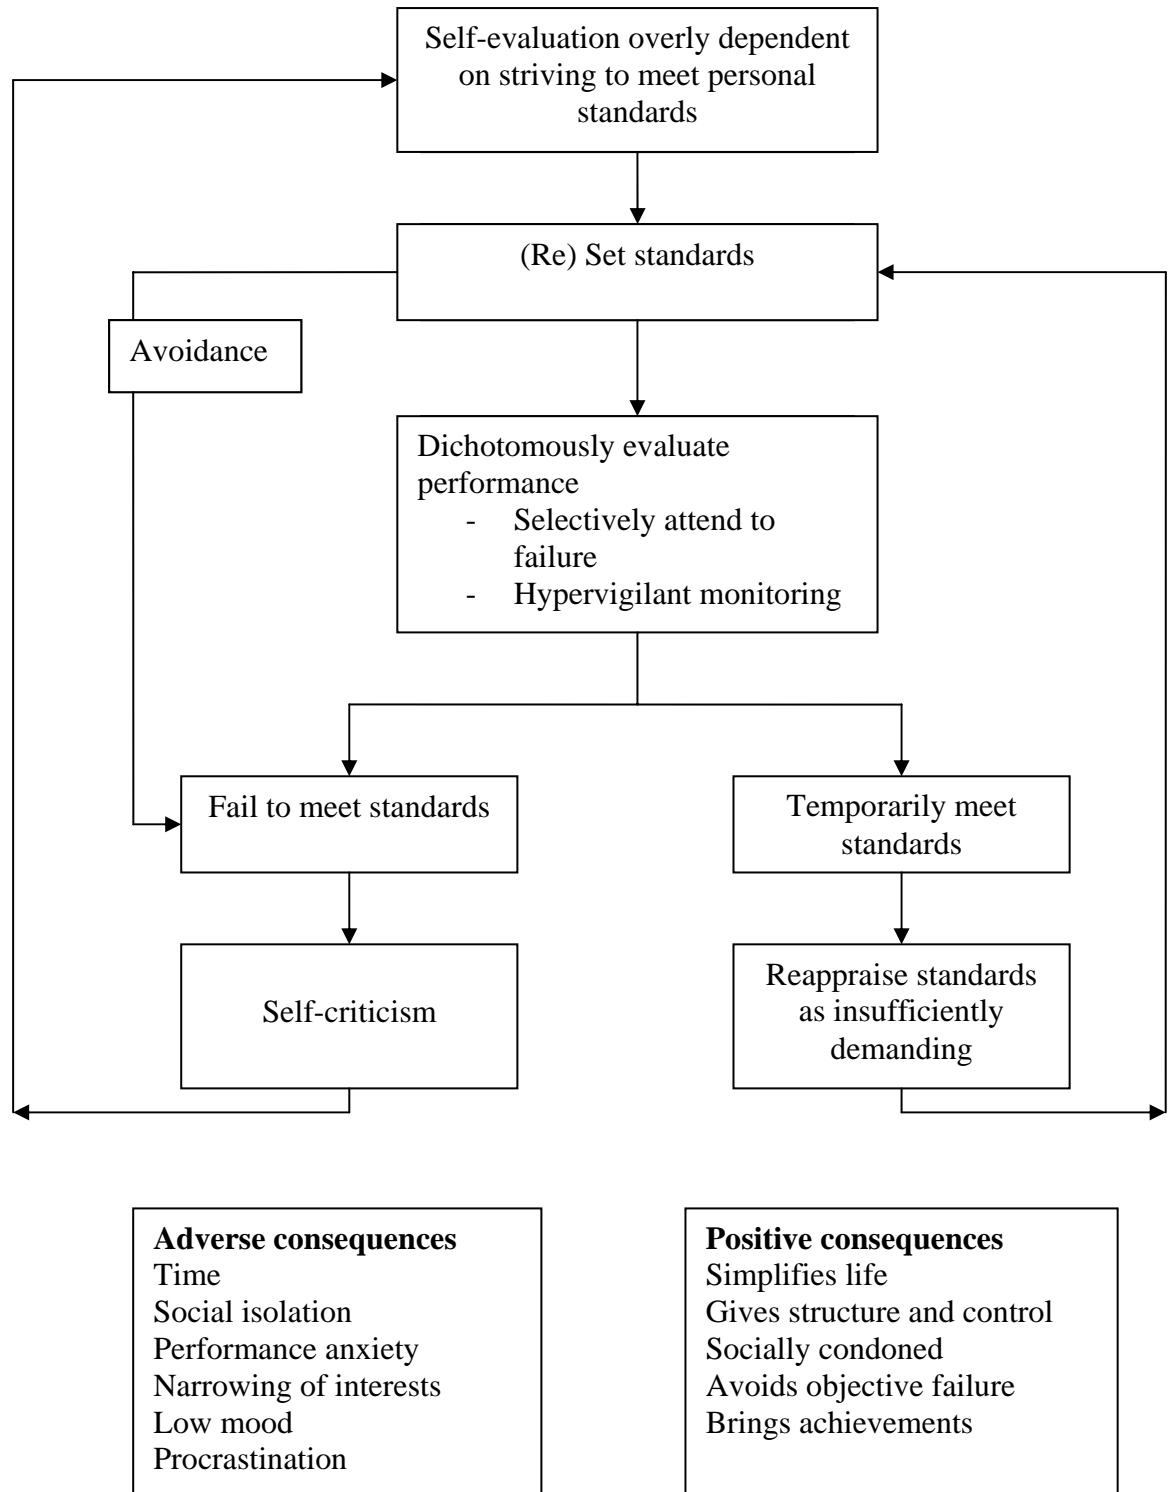 Self-evaluation overly dependent
on striving to meet personal
standards
(Re) Set standards
Avoidance
Dichotomously evaluate
performance
- Selectively attend to
failure
- Hypervigilant monitoring
Fail to meet standards
Temporarily meet
standards
Self-criticism
Reappraise standards
as insufficiently
demanding
Adverse consequences
Time
Social isolation
Performance anxiety
Narrowing of interests
Low mood
Procrastination
Positive consequences
Simplifies life
Gives structure and control
Socially condoned
Avoids objective failure
Brings achievements